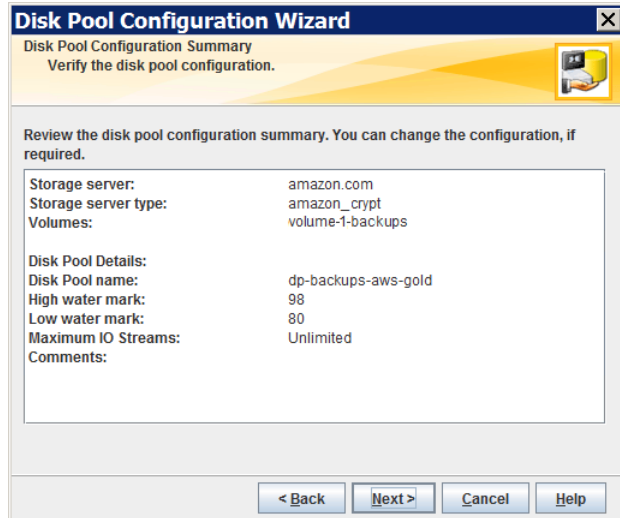 Disk Pool Configuration Wizard
Disk Pool Configuration Summary
Verify the disk pool configuration.
Review the disk pool configuration summary. You can change the configuration, if
required.
Storage server: amazon.com
Storage server type: amazon_crypt
Volumes: volume-1-backups
Disk Pool Details:
Disk Pool name: dp-backups-aws-gold
High water mark: 98
Low water mark: 80
Maximum IO Streams: Unlimited
Comments:
< Back Next > Cancel Help